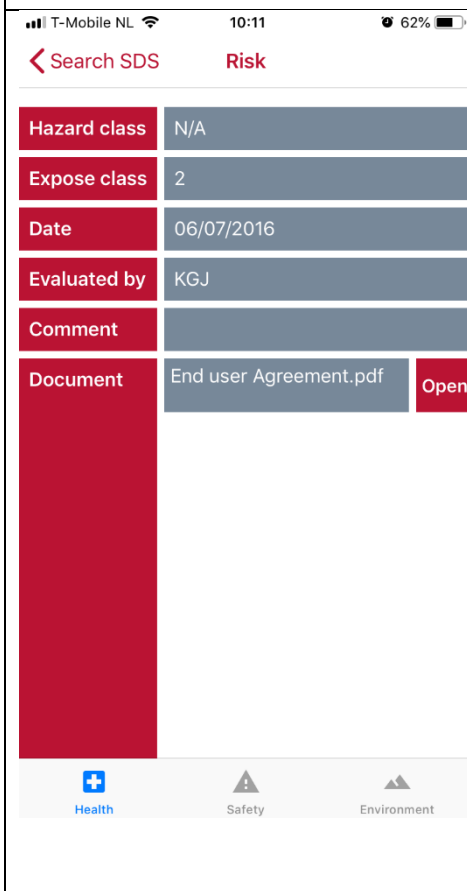 T-Mobile NL 10:11 62%
Search SDS Risk
Hazard class N/A
Expose class 2
Date 06/07/2016
Evaluated by KGJ
Comment
Document End user Agreement.pdf Open
Health Safety Environment